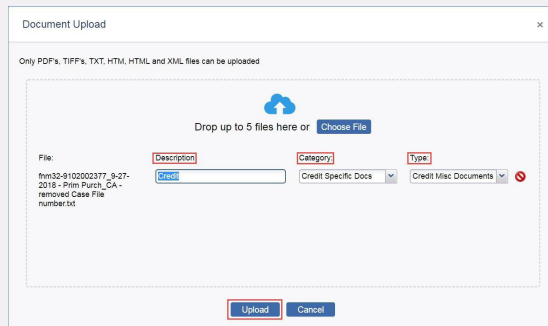 Document Upload
×
Only PDF's, TIFF's, TXT, HTM, HTML and XML files can be uploaded
Drop up to 5 files here or Choose File
File: Description Category: Type:
fnm32-9102002377_9-27-
2018 - Prim Purch_CA -
removed Case File
number.txt
Credit Credit Specific Docs Credit Misc Documents
Upload Cancel